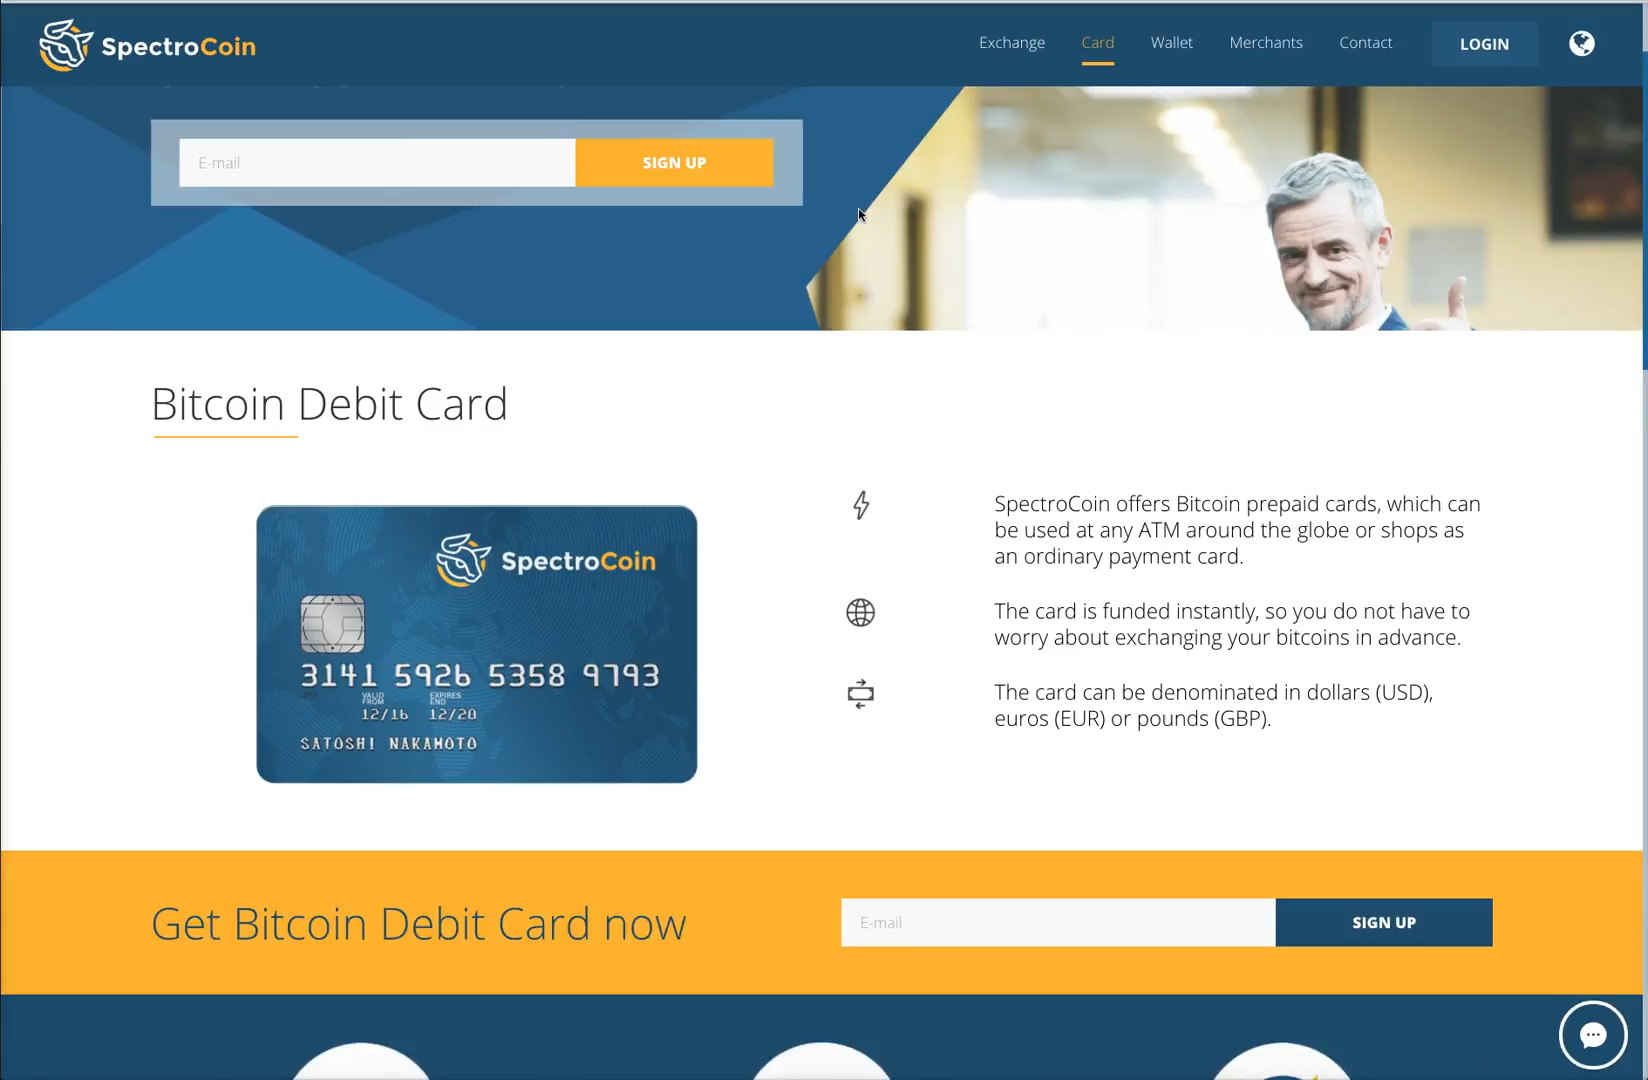 SpectroCoin
Exchange
Card
Wallet
Merchants
Contact
LOGIN
E-mail
SIGN UP
Bitcoin Debit Card
SpectroCoin
3141 5926 5358 9793
VALID FROM
EXPIRES END
12/16 12/20
SATOSHI NAKAMOTO
SpectroCoin offers Bitcoin prepaid cards, which can
be used at any ATM around the globe or shops as
an ordinary payment card.
The card is funded instantly, so you do not have to
worry about exchanging your bitcoins in advance.
The card can be denominated in dollars (USD),
euros (EUR) or pounds (GBP).
Get Bitcoin Debit Card now
E-mail
SIGN UP